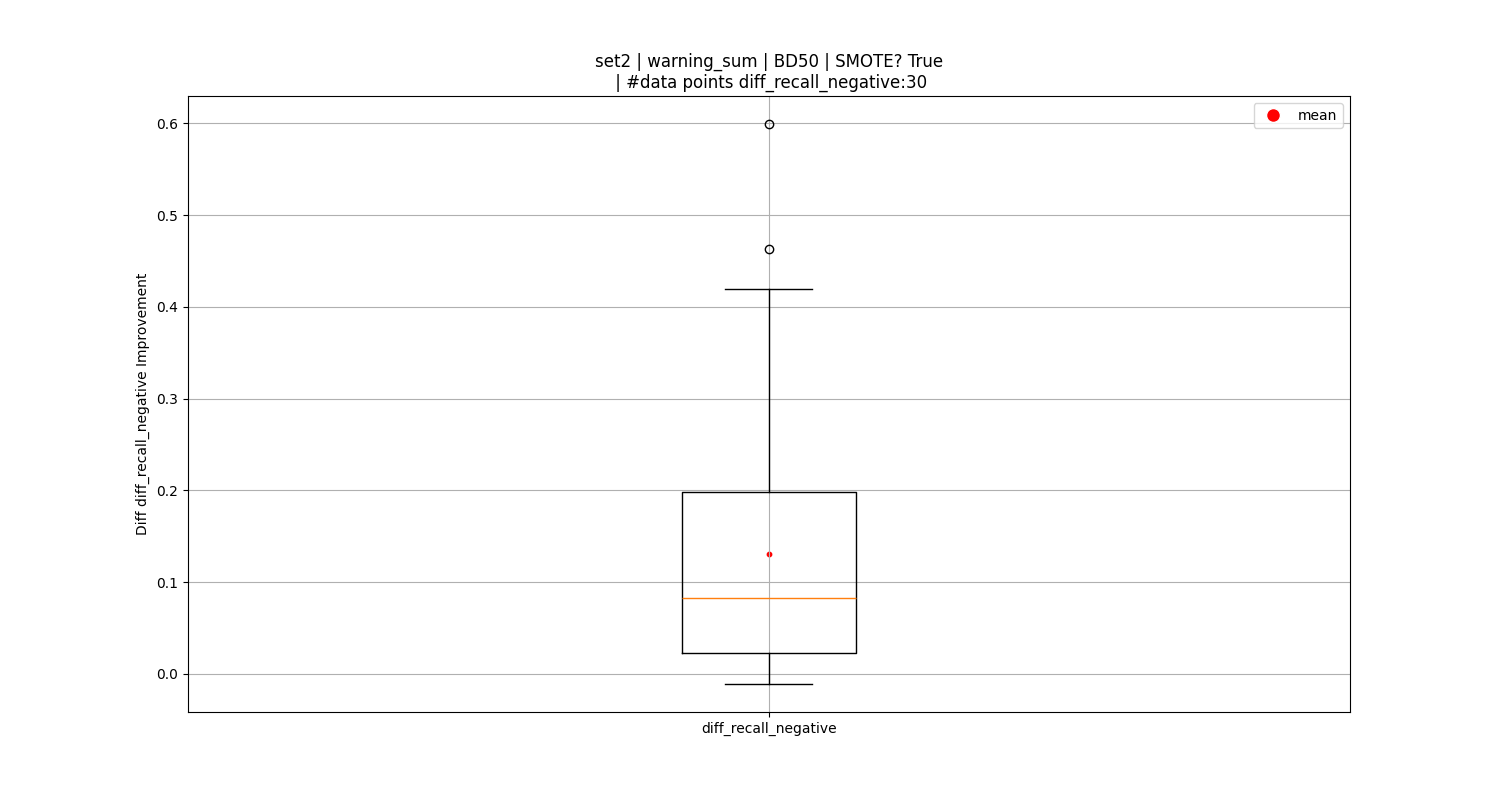 set2 | warning_sum | BD50 | SMOTE? True
| #data points diff_recall_negative:30
mean
0.6
0.5
0.4
0.3
0.2
0.1
0.0
Diff diff_recall_negative Improvement
diff_recall_negative